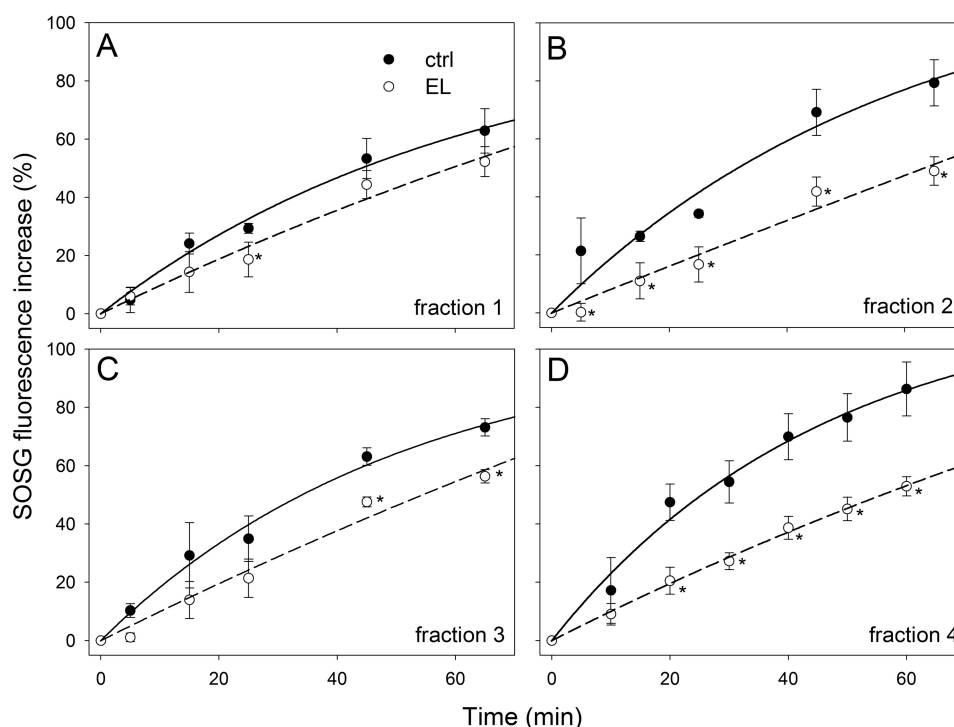 100
A
B
ctrl
EL
80
60
40
20
0
*
*
*
*
*
*
fraction 1
fraction 2
SOSG fluorescence increase (%)
100
C
D
80
60
40
20
0
*
*
*
*
*
*
*
fraction 3
fraction 4
0 20 40 60 0 20 40 60
Time (min)